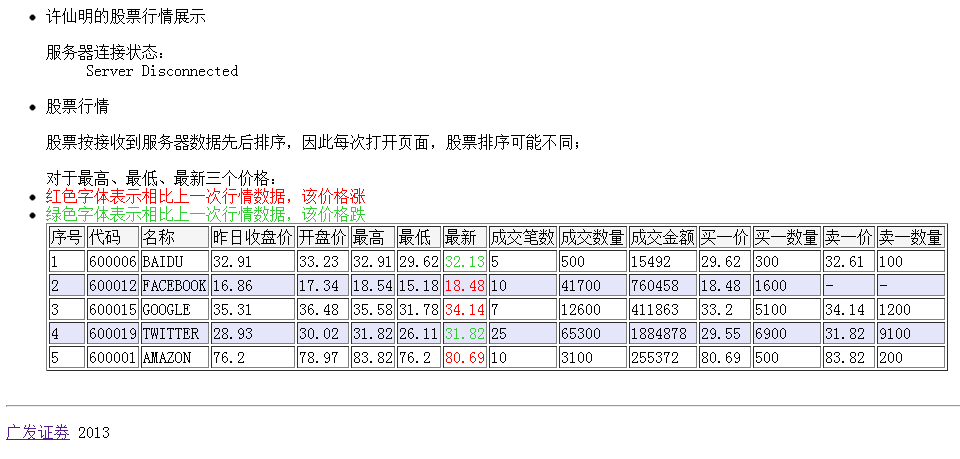 许仙明的股票行情展示
服务器连接状态：
Server Disconnected
股票行情
股票按接收到服务器数据先后排序，因此每次打开页面，股票排序可能不同；
对于最高、最低、最新三个价格：
红色字体表示相比上一次行情数据，该价格涨
绿色字体表示相比上一次行情数据，该价格跌
序号 代码 名称 昨日收盘价 开盘价 最高 最低 最新 成交笔数 成交数量 成交金额 买一价 买一数量 卖一价 卖一数量
1 600006 BAIDU 32.91 33.23 32.91 29.62 32.13 5 500 15492 29.62 300 32.61 100
2 600012 FACEBOOK 16.86 17.34 18.54 15.18 18.48 10 41700 760458 18.48 1600 - -
3 600015 GOOGLE 35.31 36.48 35.58 31.78 34.14 7 12600 411863 33.2 5100 34.14 1200
4 600019 TWITTER 28.93 30.02 31.82 26.11 31.82 25 65300 1884878 29.55 6900 31.82 9100
5 600001 AMAZON 76.2 78.97 83.82 76.2 80.69 10 3100 255372 80.69 500 83.82 200
广发证券 2013